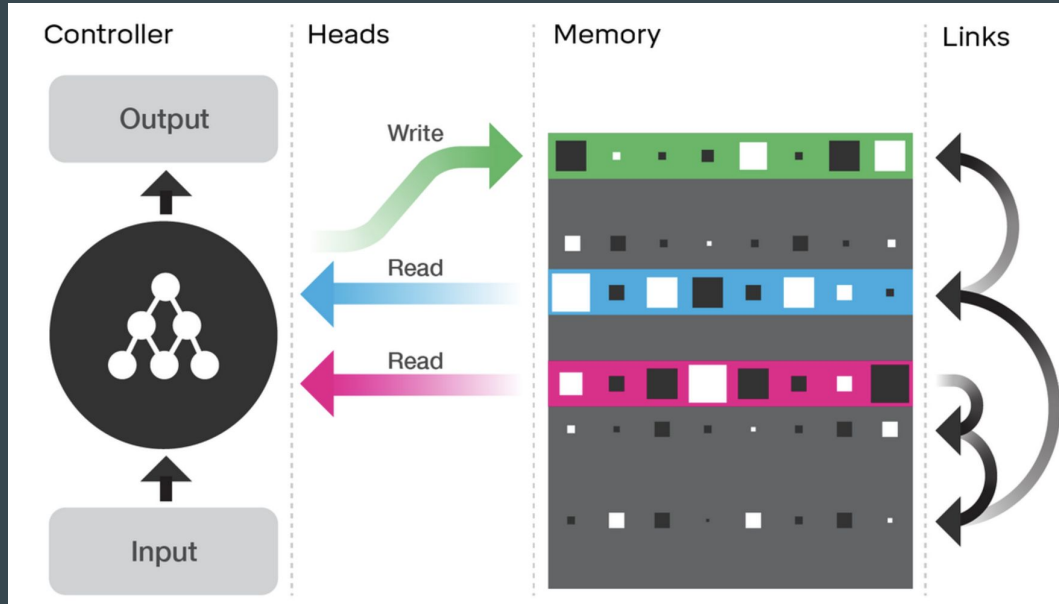 Controller
Heads
Memory
Links
Output
Write
Read
Read
Input